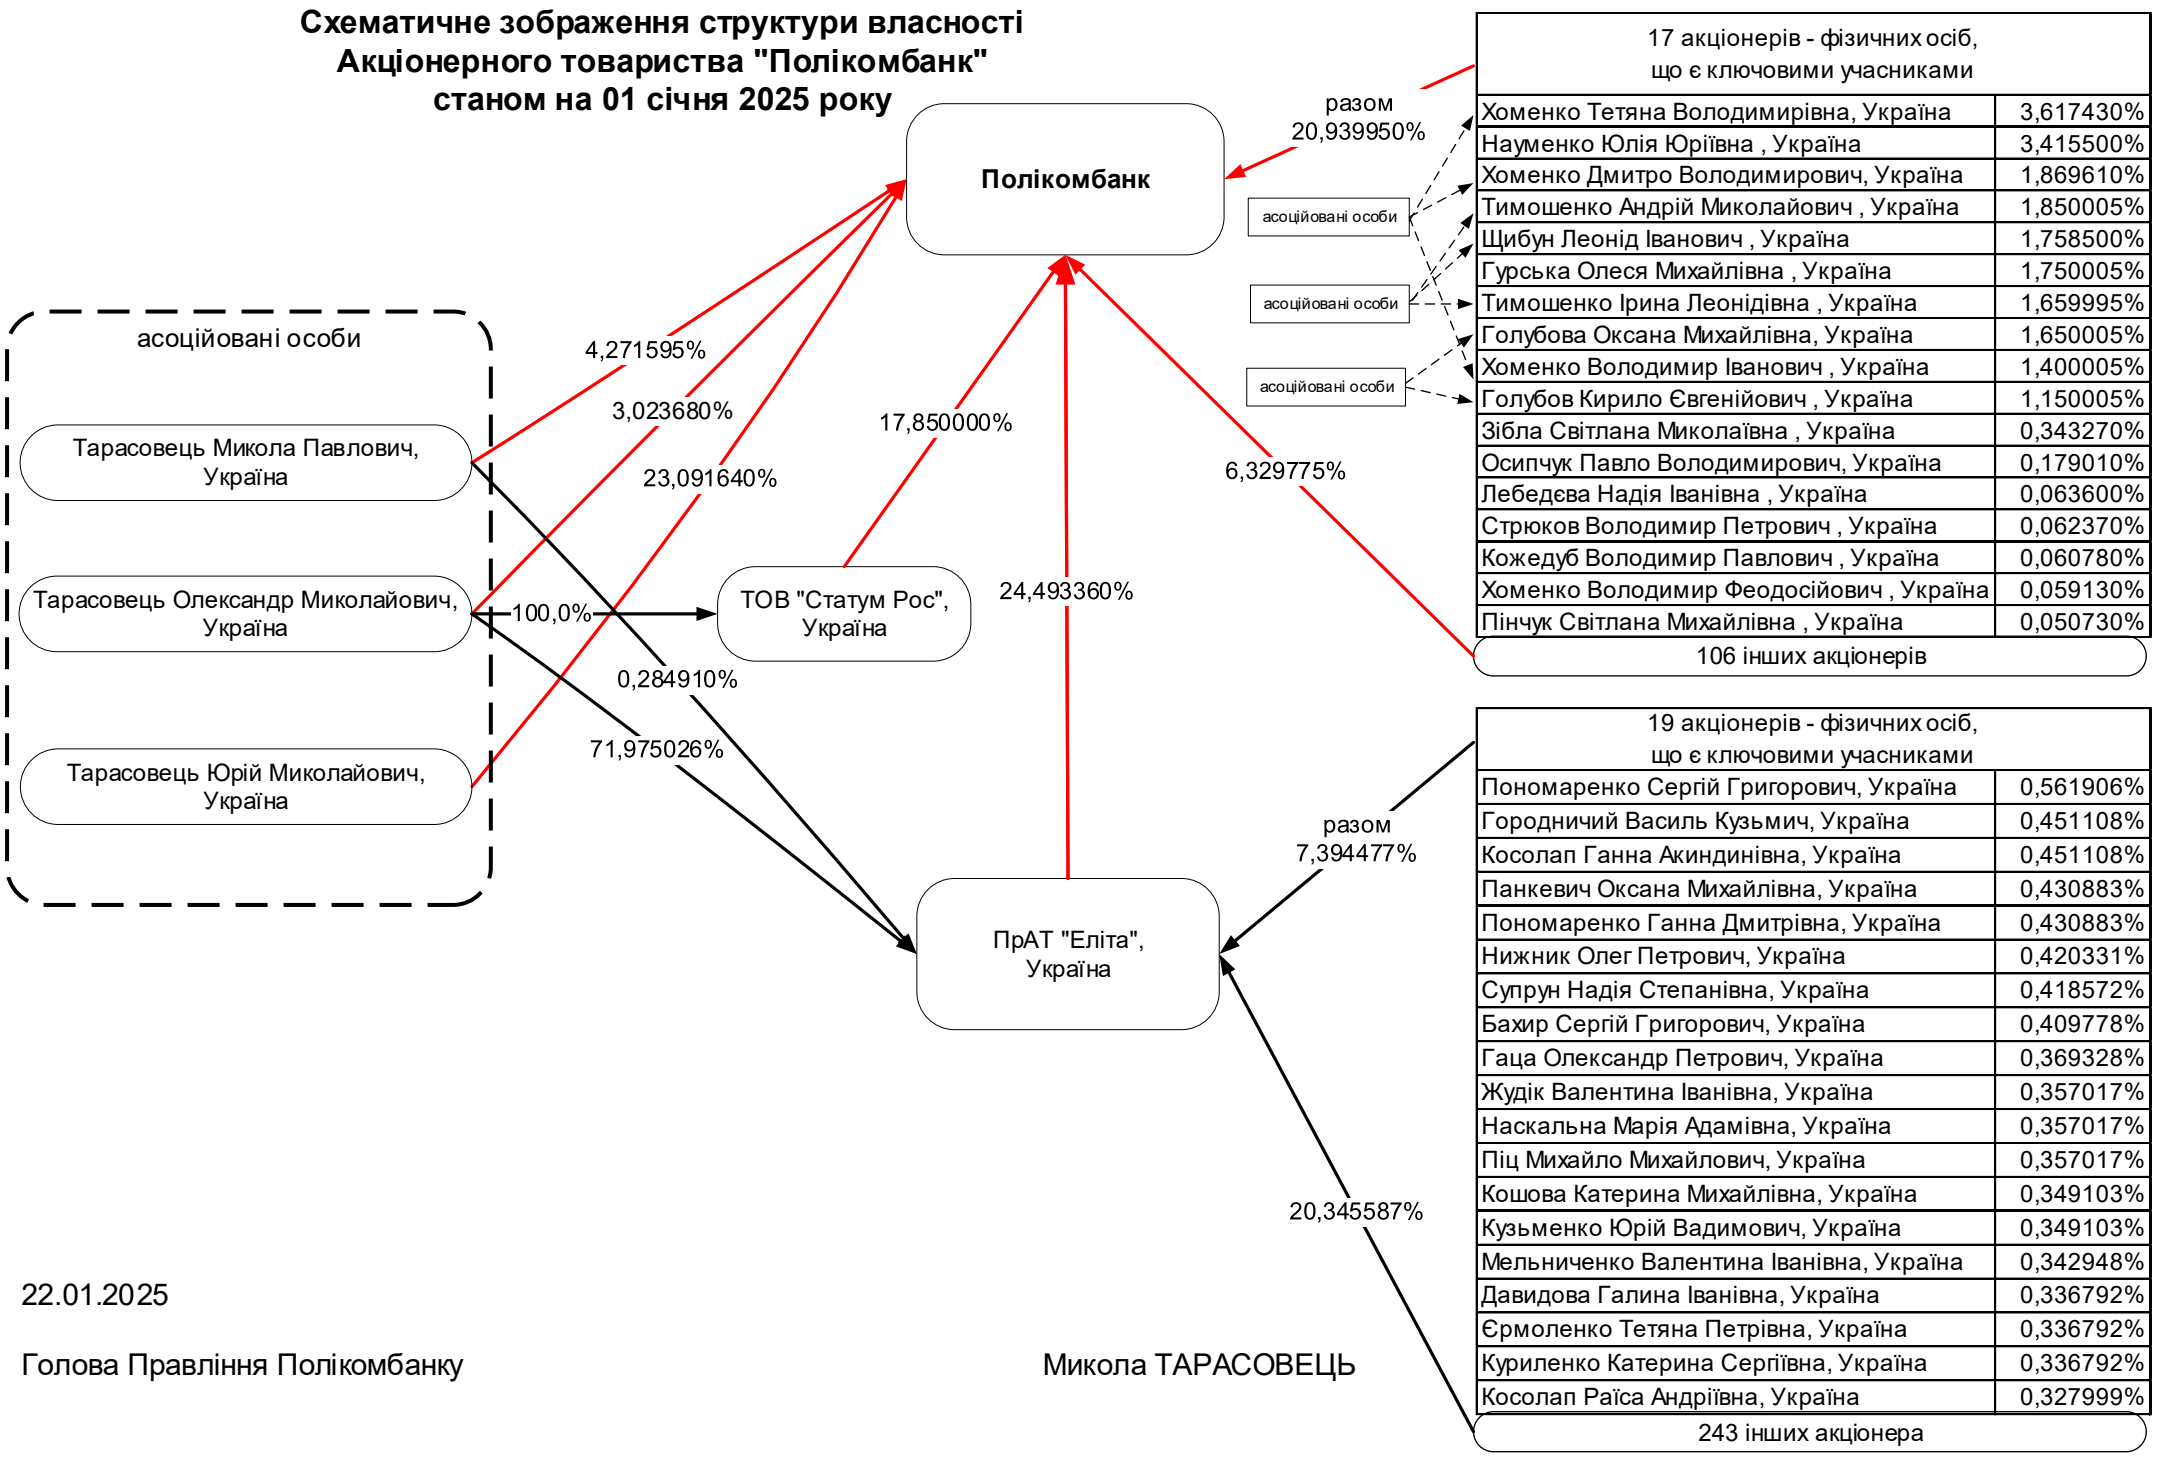 Схематичне зображення структури власності
Акціонерного товариства "Полікомбанк"
станом на 01 січня 2025 року
Полікомбанк
разом
20,939950%
17 акціонерів - фізичних осіб,
що є ключовими учасниками
Хоменко Тетяна Володимирівна, Україна 3,617430%
Науменко Юлія Юріївна , Україна 3,415500%
Хоменко Дмитро Володимирович, Україна 1,869610%
Тимошенко Андрій Миколайович , Україна 1,850005%
Щибун Леонід Іванович , Україна 1,758500%
Гурська Олеся Михайлівна , Україна 1,750005%
Тимошенко Ірина Леонідівна , Україна 1,659995%
Голубова Оксана Михайлівна, Україна 1,650005%
Хоменко Володимир Іванович , Україна 1,400005%
Голубов Кирило Євгенійович , Україна 1,150005%
Зібла Світлана Миколаївна , Україна 0,343270%
Осипчук Павло Володимирович, Україна 0,179010%
Лебедєва Надія Іванівна , Україна 0,063600%
Стрюков Володимир Петрович , Україна 0,062370%
Кожедуб Володимир Павлович , Україна 0,060780%
Хоменко Володимир Феодосійович , Україна 0,059130%
Пінчук Світлана Михайлівна , Україна 0,050730%
106 інших акціонерів
асоційовані особи
асоційовані особи
асоційовані особи
асоційовані особи
Тарасовець Микола Павлович,
Україна
Тарасовець Олександр Миколайович,
Україна
Тарасовець Юрій Миколайович,
Україна
4,271595%
3,023680%
23,091640%
17,850000%
6,329775%
24,493360%
100,0%
ТОВ "Статум Рос",
Україна
0,284910%
71,975026%
ПрАТ "Еліта",
Україна
разом
7,394477%
20,345587%
19 акціонерів - фізичних осіб,
що є ключовими учасниками
Пономаренко Сергій Григорович, Україна 0,561906%
Городничий Василь Кузьмич, Україна 0,451108%
Косолап Ганна Акиндинівна, Україна 0,451108%
Панкевич Оксана Михайлівна, Україна 0,430883%
Пономаренко Ганна Дмитрівна, Україна 0,430883%
Нижник Олег Петрович, Україна 0,420331%
Супрун Надія Степанівна, Україна 0,418572%
Бахир Сергій Григорович, Україна 0,409778%
Гаца Олександр Петрович, Україна 0,369328%
Жудік Валентина Іванівна, Україна 0,357017%
Наскальна Марія Адамівна, Україна 0,357017%
Піц Михайло Михайлович, Україна 0,357017%
Кошова Катерина Михайлівна, Україна 0,349103%
Кузьменко Юрій Вадимович, Україна 0,349103%
Мельниченко Валентина Іванівна, Україна 0,342948%
Давидова Галина Іванівна, Україна 0,336792%
Єрмоленко Тетяна Петрівна, Україна 0,336792%
Куриленко Катерина Сергіївна, Україна 0,336792%
Косолап Раїса Андріївна, Україна 0,327999%
243 інших акціонера
22.01.2025
Голова Правління Полікомбанку Микола ТАРАСОВЕЦЬ